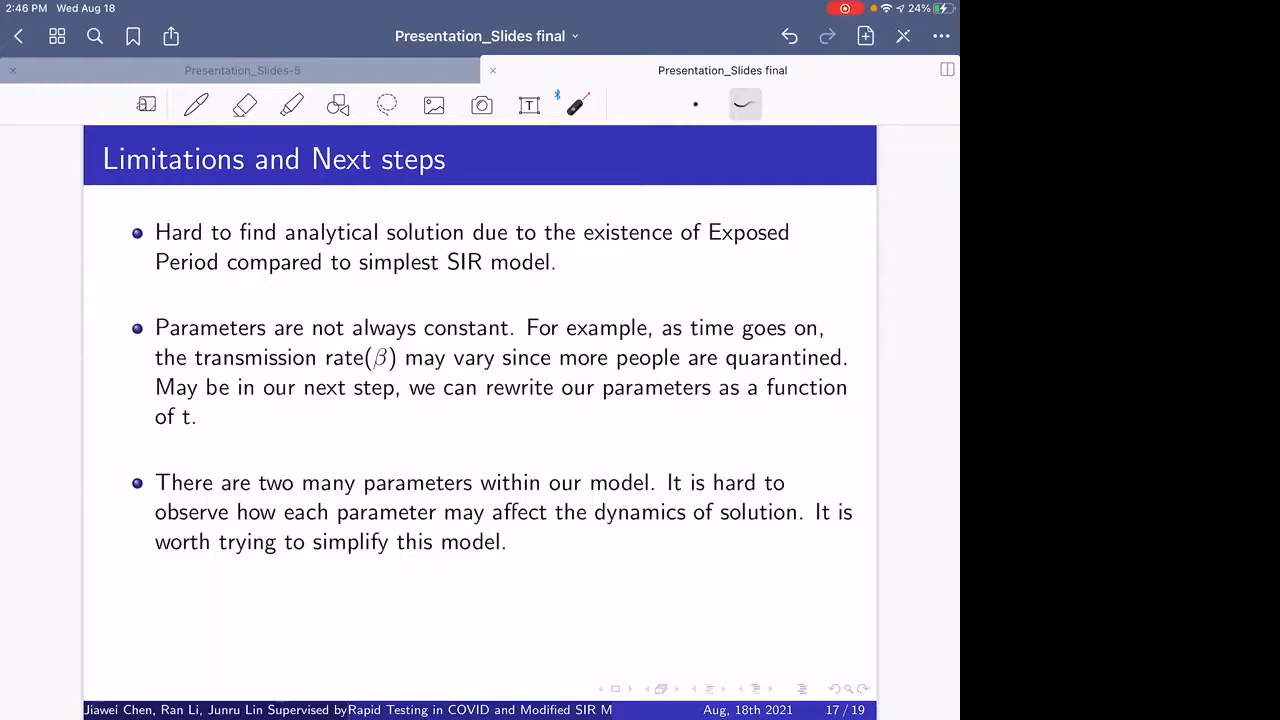 2:46 PM Wed Aug 18
24%
Presentation_Slides final
Presentation_Slides-5
Presentation_Slides final
T
Limitations and Next steps
Hard to find analytical solution due to the existence of Exposed
Period compared to simplest SIR model.
Parameters are not always constant. For example, as time goes on,
the transmission rate(β) may vary since more people are quarantined.
May be in our next step, we can rewrite our parameters as a function
of t.
There are two many parameters within our model. It is hard to
observe how each parameter may affect the dynamics of solution. It is
worth trying to simplify this model.
Jiawei Chen, Ran Li, Junru Lin Supervised by Rapid Testing in COVID and Modified SIR M Aug, 18th 2021 17 / 19